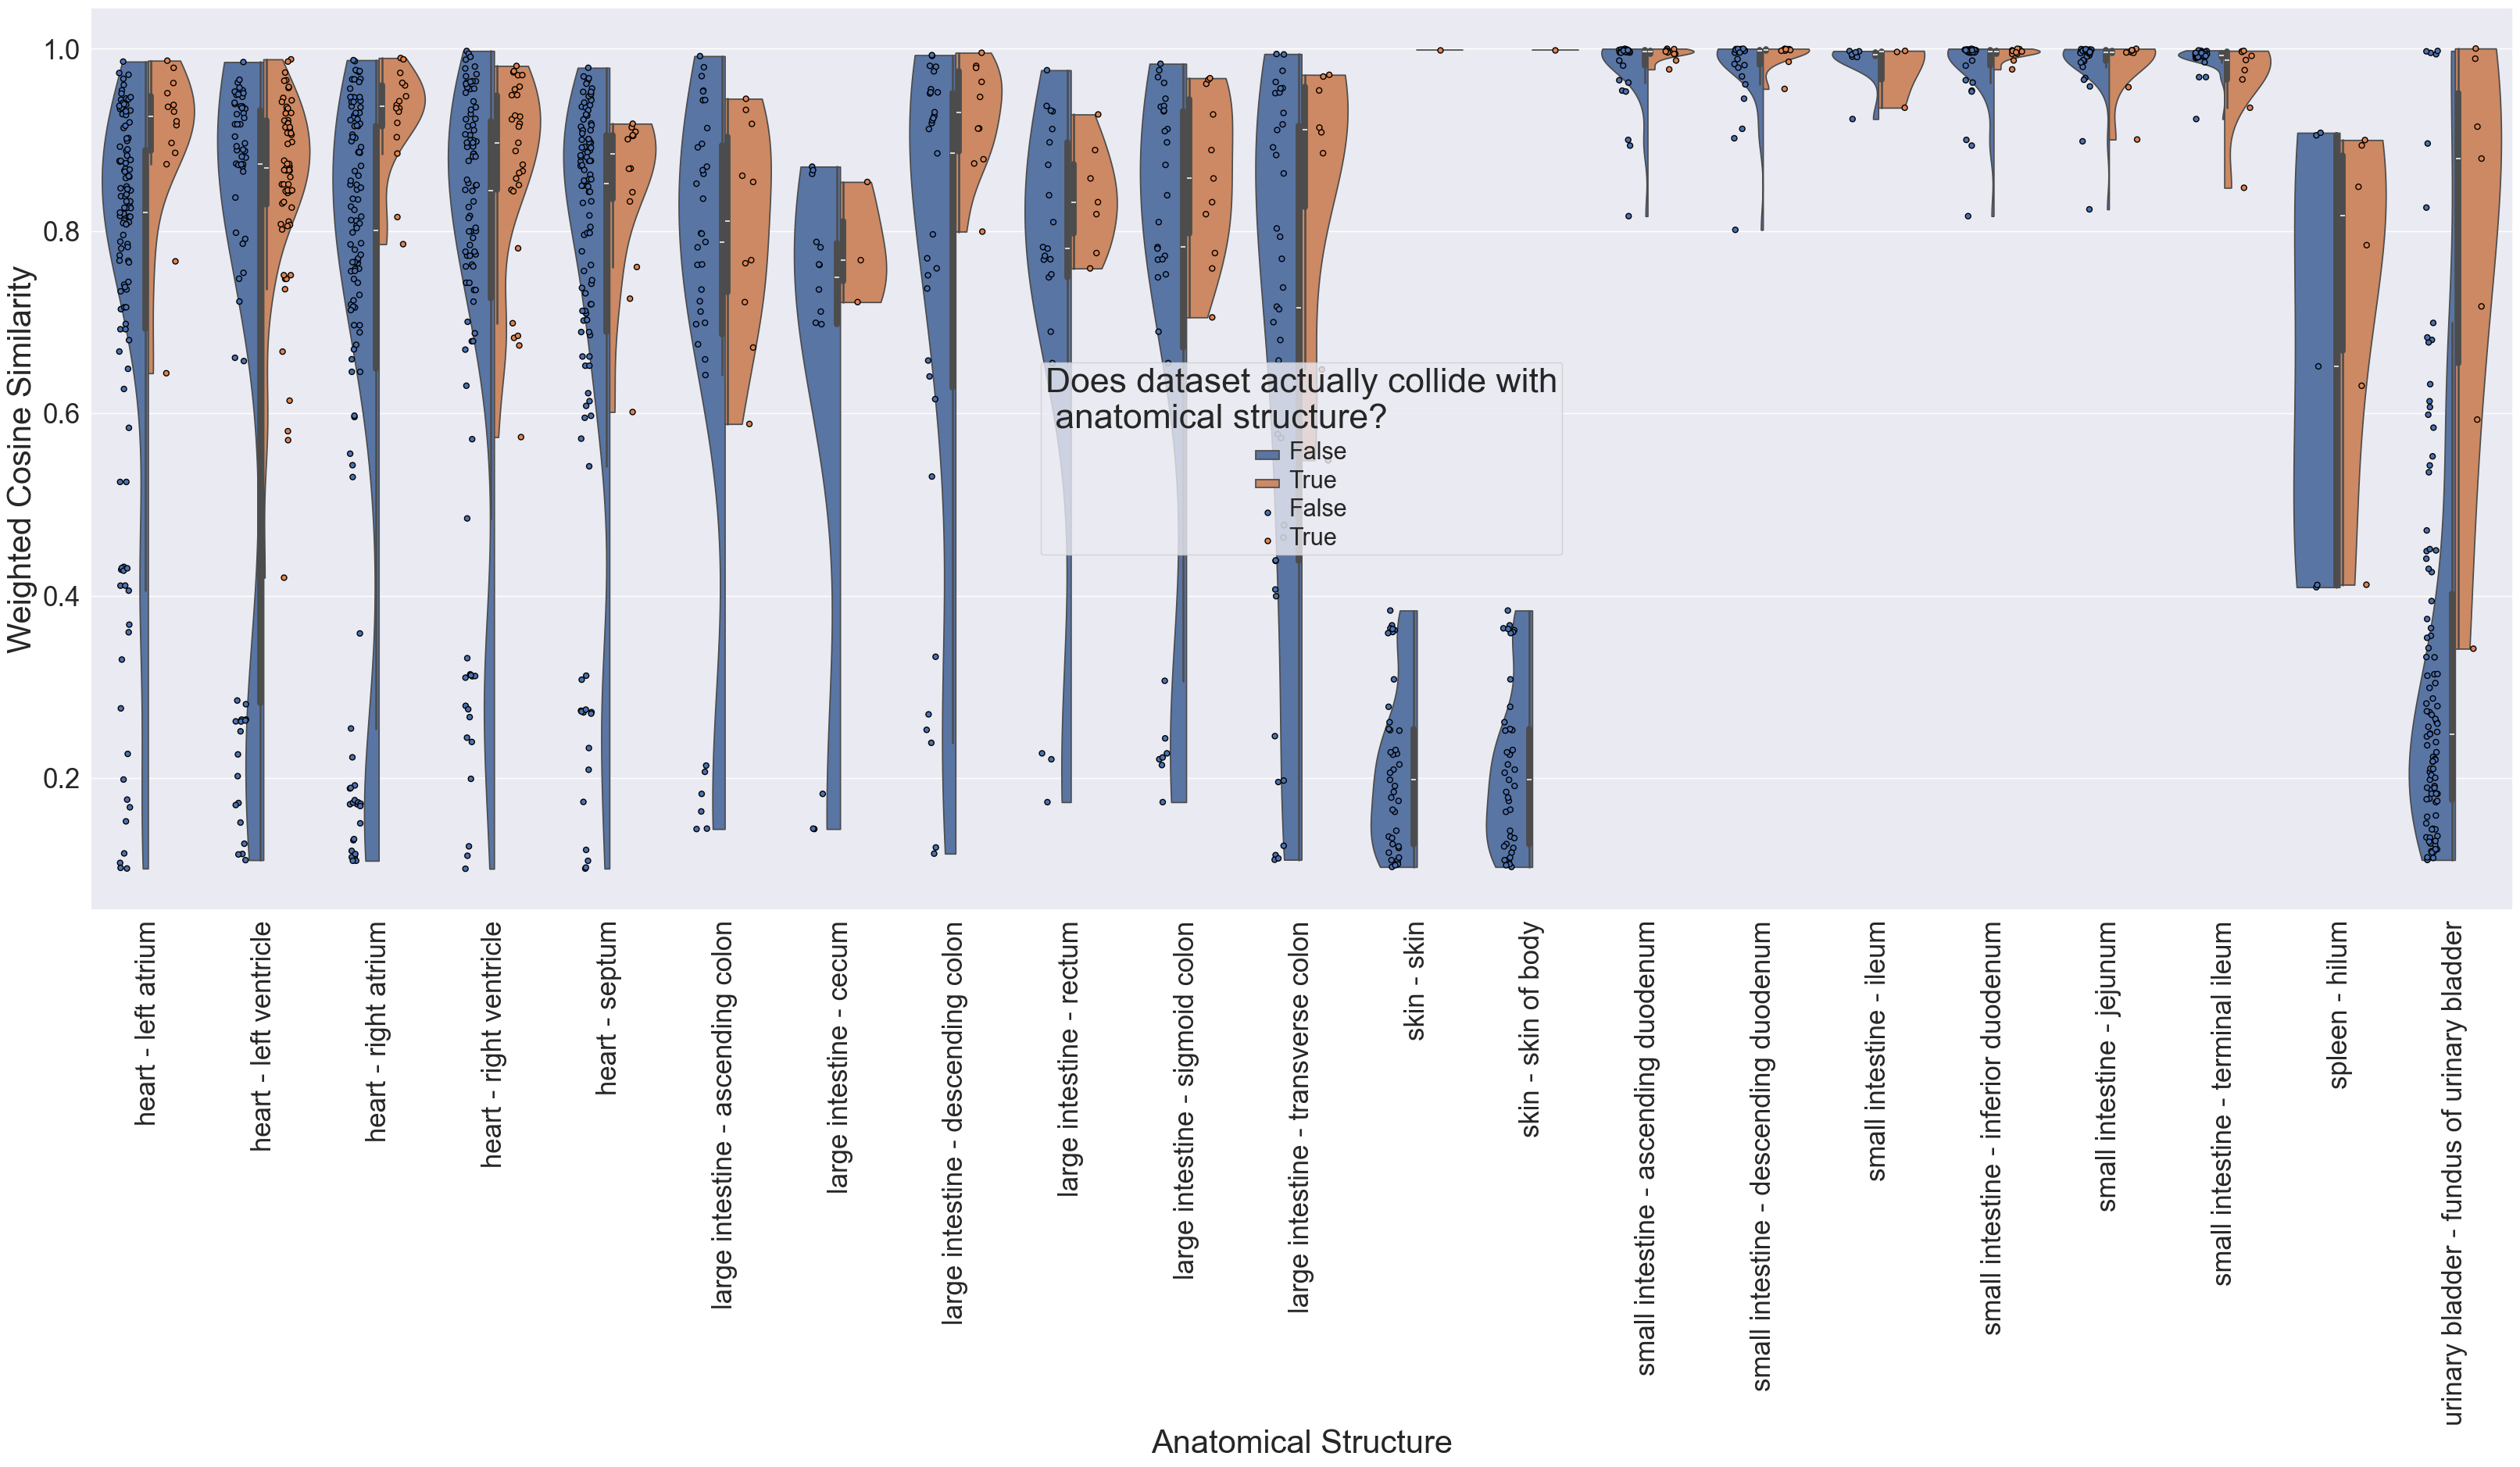 Weighted Cosine Similarity
1.0
0.8
0.6
0.4
0.2
Does dataset actually collide with
anatomical structure?
False
True
False
True
heart - left atrium
heart - left ventricle
heart - right atrium
heart - right ventricle
heart - septum
large intestine - ascending colon
large intestine - cecum
large intestine - descending colon
large intestine - rectum
large intestine - sigmoid colon
large intestine - transverse colon
skin - skin
skin - skin of body
small intestine - ascending duodenum
small intestine - descending duodenum
small intestine - ileum
small intestine - inferior duodenum
small intestine - jejunum
small intestine - terminal ileum
spleen - hilum
urinary bladder - fundus of urinary bladder
Anatomical Structure